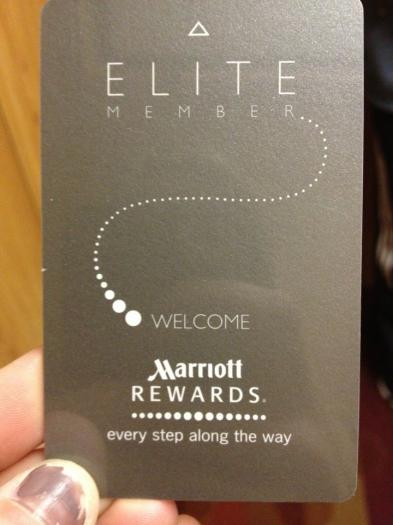 ELITE
MEMBER
WELCOME
Marriott
REWARDS®
every step along the way